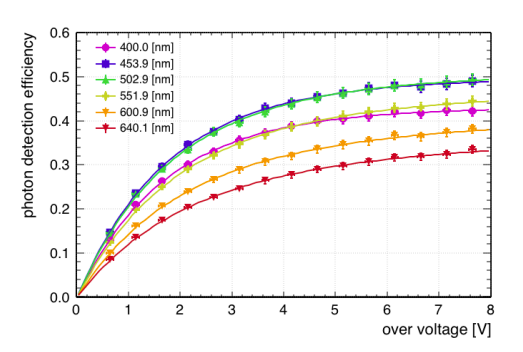 photon detection efficiency
0.6
0.5
0.4
0.3
0.2
0.1
0.0
400.0 [nm]
453.9 [nm]
502.9 [nm]
551.9 [nm]
600.9 [nm]
640.1 [nm]
0 1 2 3 4 5 6 7 8
over voltage [V]